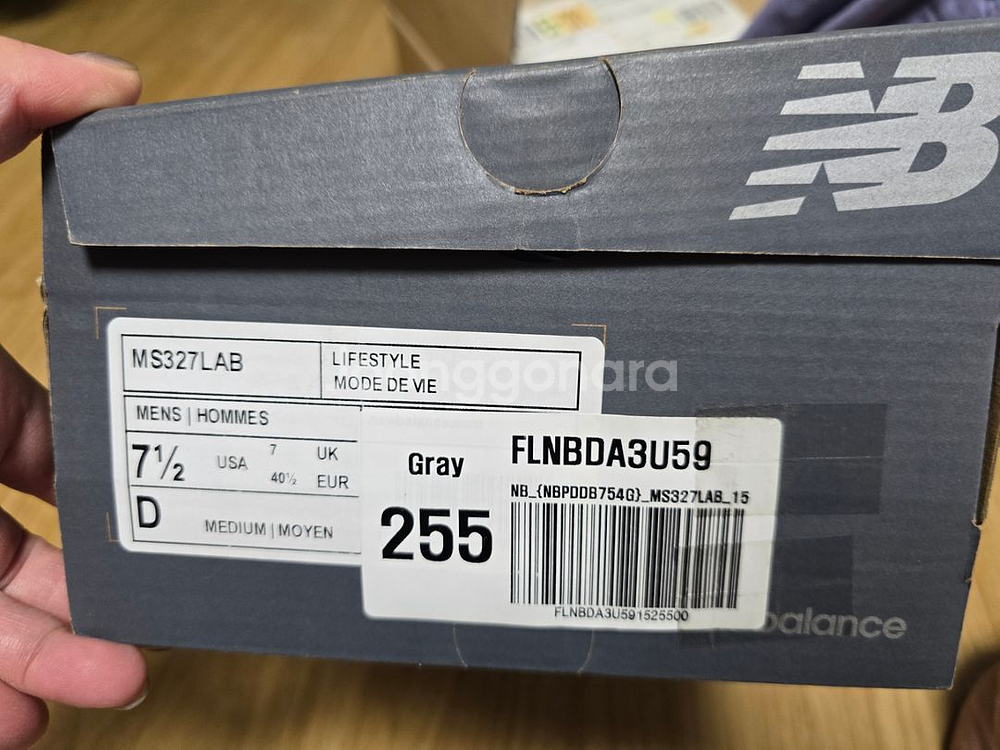 NB
MS327LAB
LIFESTYLE
MODE DE VIE
MENS | HOMMES
7½ USA 7 UK
40½ EUR
D MEDIUM | MOYEN
Gray
255
FLNBDA3U59
NB_{NBPDDB754G}_MS327LAB_15
FLNBDA3U591525500
balance